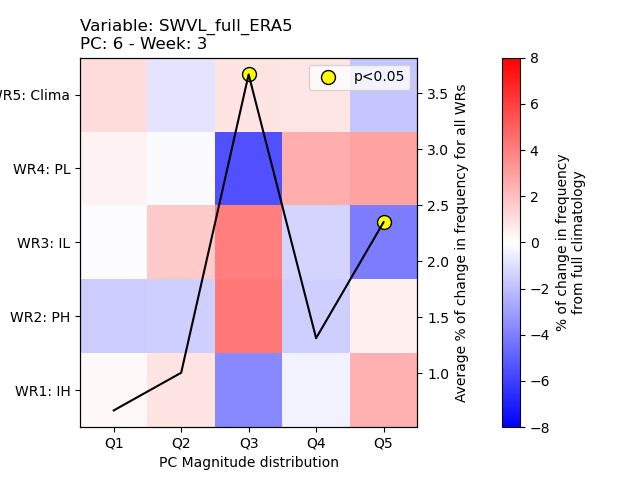 Variable: SWVL_full_ERA5
PC: 6 - Week: 3
p<0.05
WR5: Clima
WR4: PL
WR3: IL
WR2: PH
WR1: IH
Q1 Q2 Q3 Q4 Q5
PC Magnitude distribution
3.5
3.0
2.5
2.0
1.5
1.0
Average % of change in frequency for all WRs
8
6
4
2
0
−2
−4
−6
−8
% of change in frequency
from full climatology